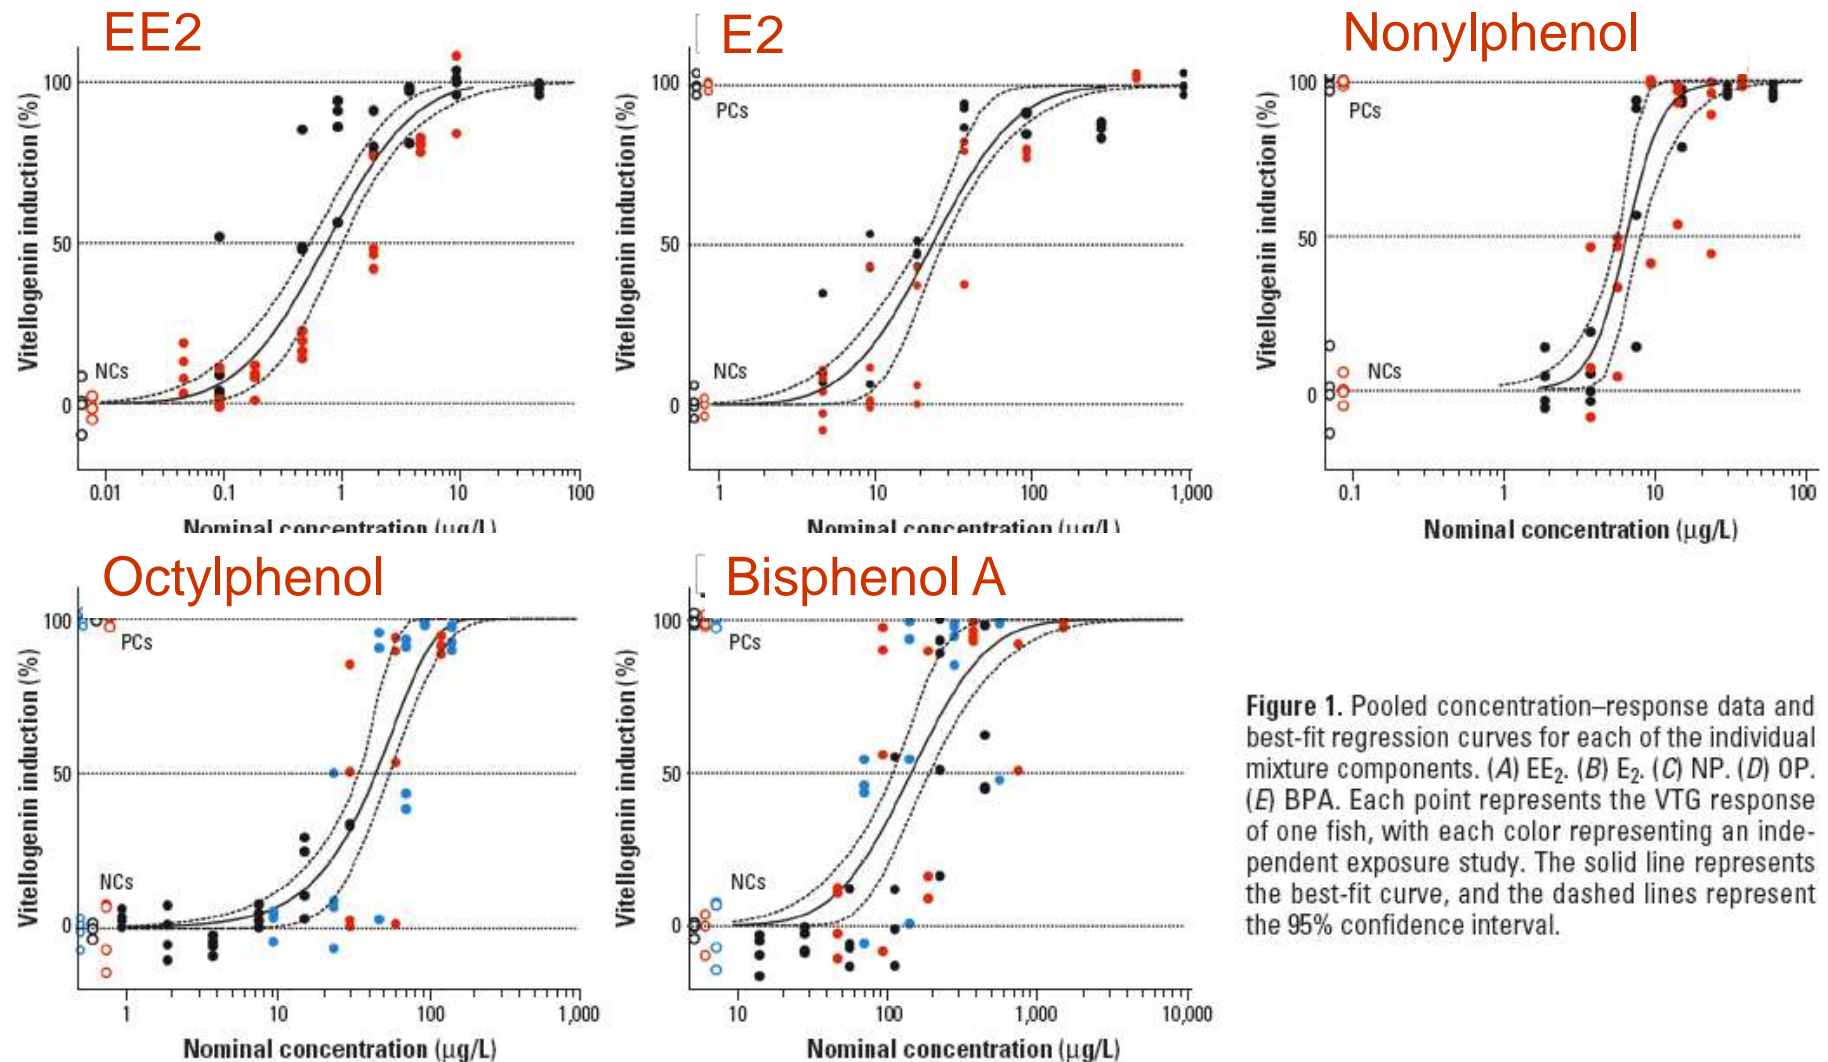 EE2
Vitellogenin induction (%)
100
50
0
NCs
0.01 0.1 1 10 100
Nominal concentration (µg/L)
E2
Vitellogenin induction (%)
100
50
0
PCs
NCs
1 10 100 1,000
Nominal concentration (µg/L)
Nonylphenol
Vitellogenin induction (%)
100
50
0
PCs
NCs
0.1 1 10 100
Nominal concentration (µg/L)
Octylphenol
Vitellogenin induction (%)
100
50
0
PCs
NCs
1 10 100 1,000
Nominal concentration (µg/L)
Bisphenol A
Vitellogenin induction (%)
100
50
0
PCs
NCs
10 100 1,000 10,000
Nominal concentration (µg/L)
Figure 1. Pooled concentration–response data and
best-fit regression curves for each of the individual
mixture components. (A) EE₂. (B) E₂. (C) NP. (D) OP.
(E) BPA. Each point represents the VTG response
of one fish, with each color representing an inde-
pendent exposure study. The solid line represents
the best-fit curve, and the dashed lines represent
the 95% confidence interval.